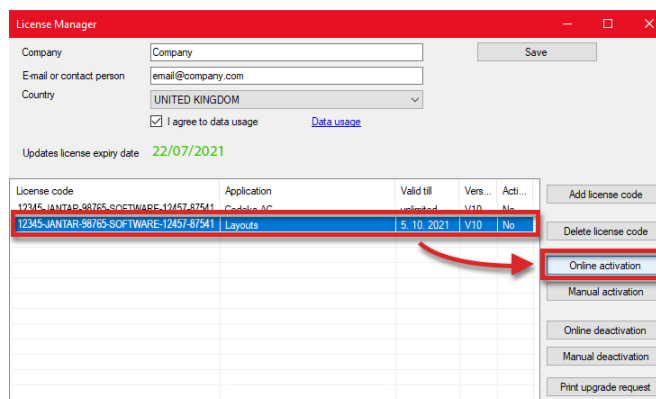 License Manager
Company Company Save
E-mail or contact person email@company.com
Country UNITED KINGDOM
I agree to data usage Data usage
Updates license expiry date 22/07/2021
License code Application Valid till Vers... Acti... Add license code
12345-JANTAR-98765-SOFTWARE-12457-87541 unlimited V10 No
12345-JANTAR-98765-SOFTWARE-12457-87541 Layouts 5. 10. 2021 V10 No Delete license code
Online activation
Manual activation
Online deactivation
Manual deactivation
Print upgrade request